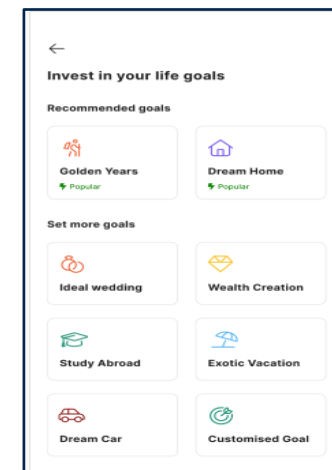 Invest in your life goals
Recommended goals
Golden Years
Popular
Dream Home
Popular
Set more goals
Ideal wedding
Wealth Creation
Study Abroad
Exotic Vacation
Dream Car
Customised Goal